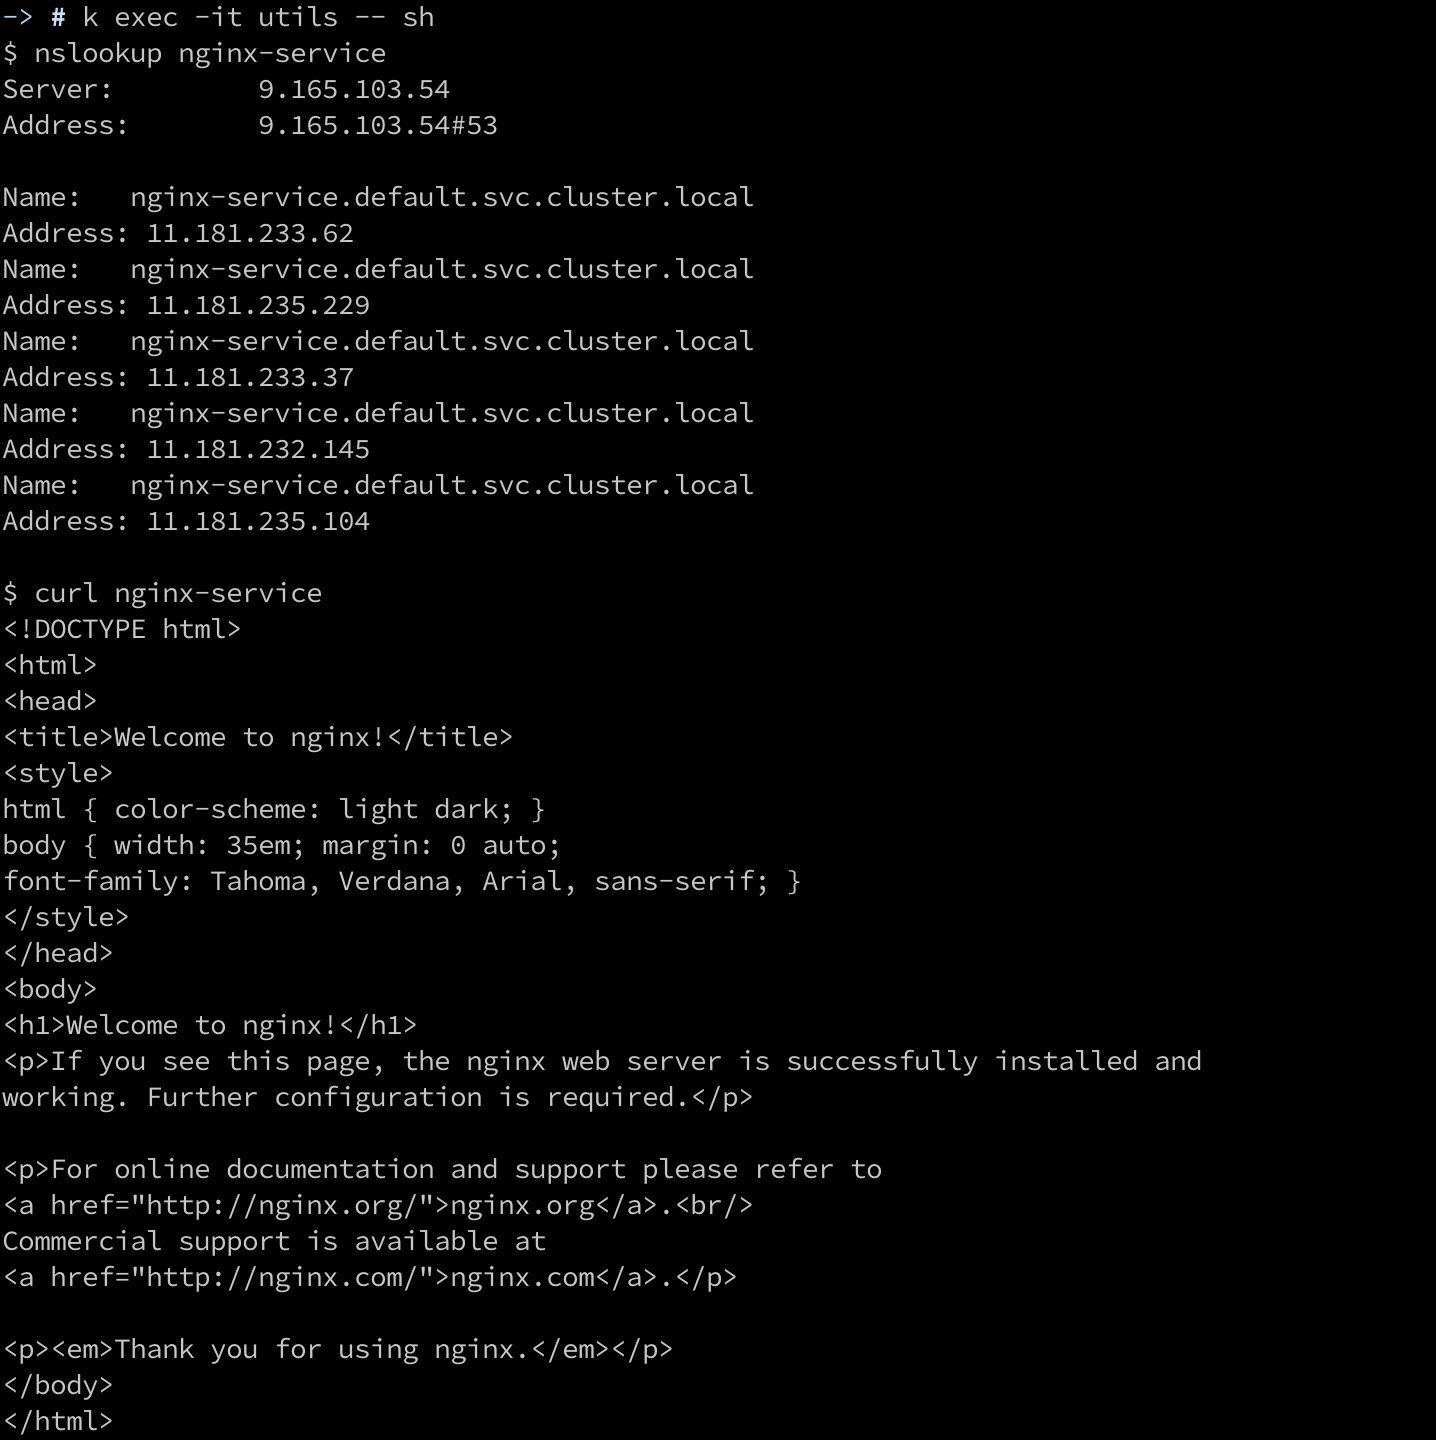 -> # k exec -it utils -- sh
$ nslookup nginx-service
Server:         9.165.103.54
Address:        9.165.103.54#53

Name:   nginx-service.default.svc.cluster.local
Address: 11.181.233.62
Name:   nginx-service.default.svc.cluster.local
Address: 11.181.235.229
Name:   nginx-service.default.svc.cluster.local
Address: 11.181.233.37
Name:   nginx-service.default.svc.cluster.local
Address: 11.181.232.145
Name:   nginx-service.default.svc.cluster.local
Address: 11.181.235.104

$ curl nginx-service
<!DOCTYPE html>
<html>
<head>
<title>Welcome to nginx!</title>
<style>
html { color-scheme: light dark; }
body { width: 35em; margin: 0 auto;
font-family: Tahoma, Verdana, Arial, sans-serif; }
</style>
</head>
<body>
<h1>Welcome to nginx!</h1>
<p>If you see this page, the nginx web server is successfully installed and
working. Further configuration is required.</p>

<p>For online documentation and support please refer to
<a href="http://nginx.org/">nginx.org</a>.<br/>
Commercial support is available at
<a href="http://nginx.com/">nginx.com</a>.</p>

<p><em>Thank you for using nginx.</em></p>
</body>
</html>